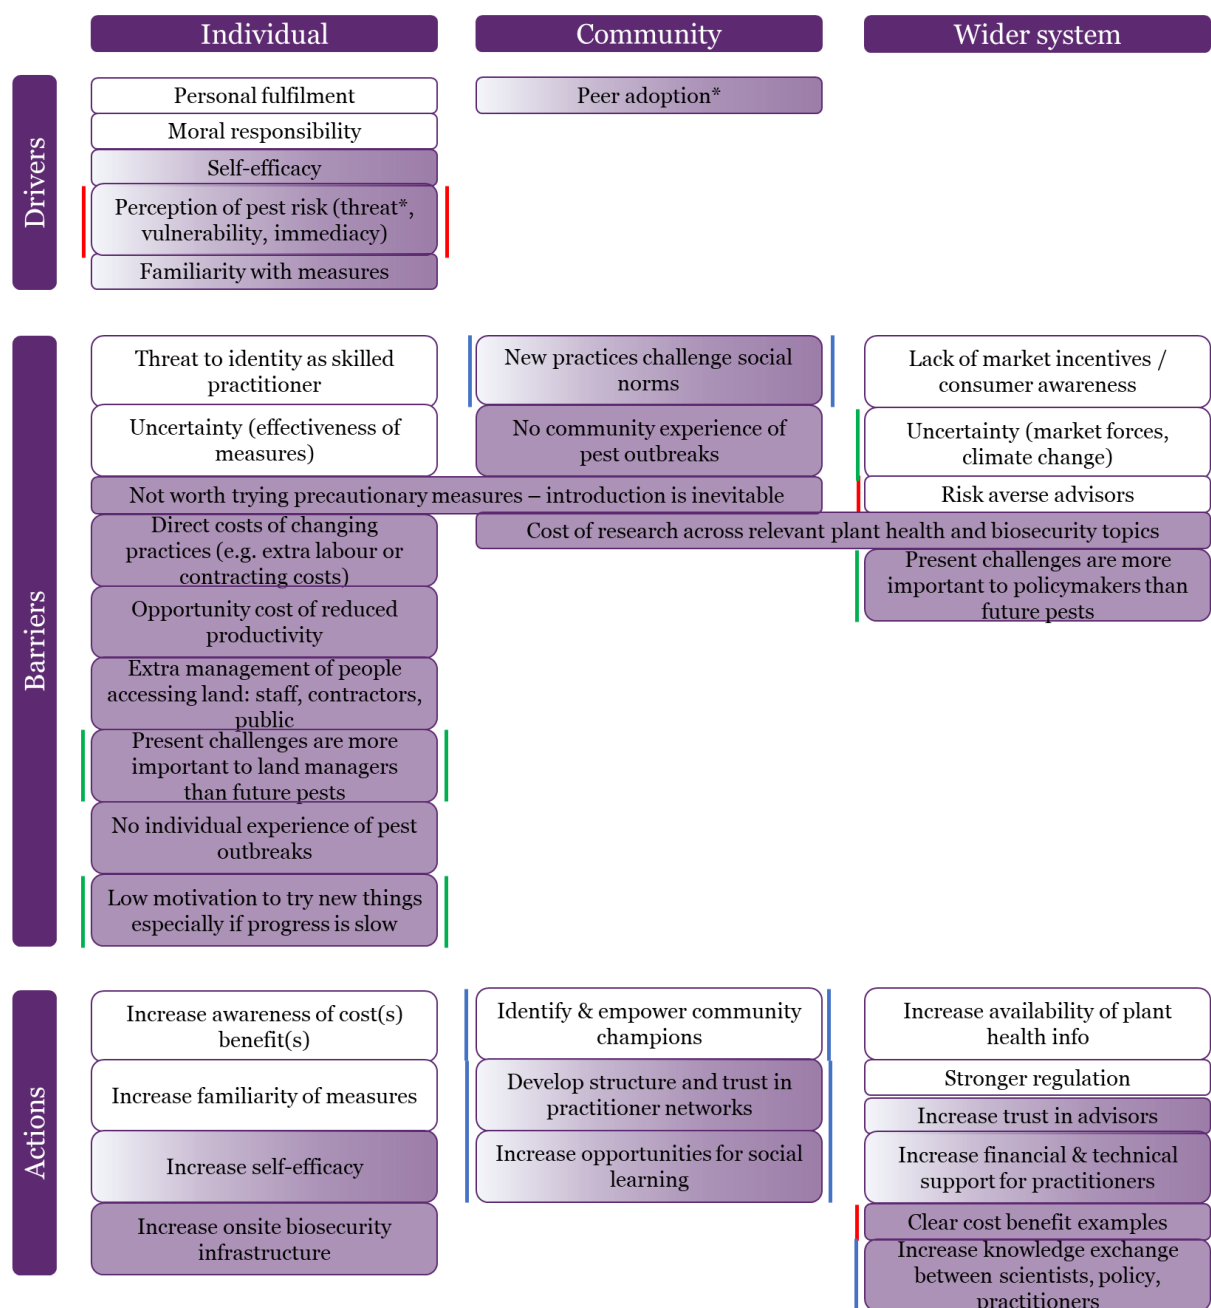 Individual
Community
Wider system
Drivers
Personal fulfilment
Moral responsibility
Self-efficacy
Perception of pest risk (threat*,
vulnerability, immediacy)
Familiarity with measures
Peer adoption*
Barriers
Threat to identity as skilled
practitioner
Uncertainty (effectiveness of
measures)
New practices challenge social
norms
No community experience of
pest outbreaks
Lack of market incentives /
consumer awareness
Uncertainty (market forces,
climate change)
Risk averse advisors
Not worth trying precautionary measures – introduction is inevitable
Cost of research across relevant plant health and biosecurity topics
Direct costs of changing
practices (e.g. extra labour or
contracting costs)
Opportunity cost of reduced
productivity
Extra management of people
accessing land: staff, contractors,
public
Present challenges are more
important to land managers
than future pests
No individual experience of pest
outbreaks
Low motivation to try new things
especially if progress is slow
Present challenges are more
important to policymakers than
future pests
Actions
Increase awareness of cost(s)
benefit(s)
Increase familiarity of measures
Increase self-efficacy
Increase onsite biosecurity
infrastructure
Identify & empower community
champions
Develop structure and trust in
practitioner networks
Increase opportunities for social
learning
Increase availability of plant
health info
Stronger regulation
Increase trust in advisors
Increase financial & technical
support for practitioners
Clear cost benefit examples
Increase knowledge exchange
between scientists, policy,
practitioners